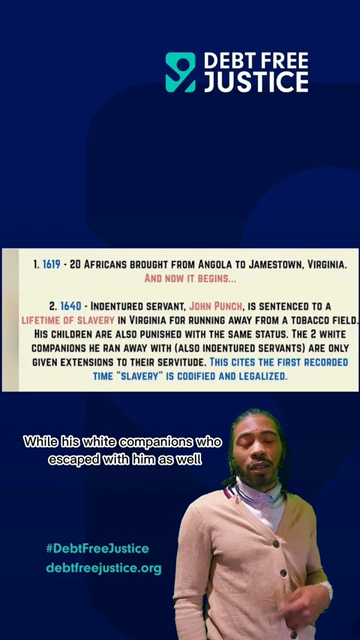 DEBT FREE
JUSTICE
1. 1619 - 20 Africans brought from Angola to Jamestown, Virginia.
And now it begins...
2. 1640 - Indentured servant, John Punch, is sentenced to a
lifetime of slavery in Virginia for running away from a tobacco field.
His children are also punished with the same status. The 2 white
companions he ran away with (also indentured servants) are only
given extensions to their servitude. This cites the first recorded
time "slavery" is codified and legalized.
While his white companions who
escaped with him as well
#DebtFreeJustice
debtfreejustice.org